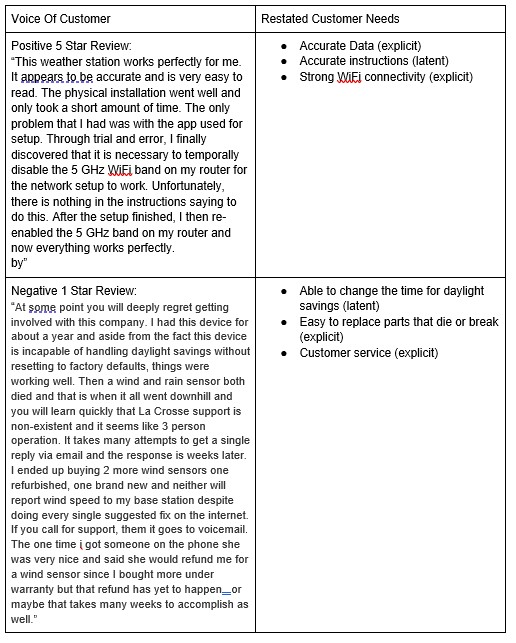 Voice Of Customer
Restated Customer Needs
Positive 5 Star Review:
“This weather station works perfectly for me.
It appears to be accurate and is very easy to
read. The physical installation went well and
only took a short amount of time. The only
problem that I had was with the app used for
setup. Through trial and error, I finally
discovered that it is necessary to temporally
disable the 5 GHz WiFi band on my router for
the network setup to work. Unfortunately,
there is nothing in the instructions saying to
do this. After the setup finished, I then re-
enabled the 5 GHz band on my router and
now everything works perfectly.
by”
● Accurate Data (explicit)
● Accurate instructions (latent)
● Strong WiFi connectivity (explicit)
Negative 1 Star Review:
“At some point you will deeply regret getting
involved with this company. I had this device for
about a year and aside from the fact this device
is incapable of handling daylight savings without
resetting to factory defaults, things were
working well. Then a wind and rain sensor both
died and that is when it all went downhill and
you will learn quickly that La Crosse support is
non-existent and it seems like 3 person
operation. It takes many attempts to get a single
reply via email and the response is weeks later.
I ended up buying 2 more wind sensors one
refurbished, one brand new and neither will
report wind speed to my base station despite
doing every single suggested fix on the internet.
If you call for support, them it goes to voicemail.
The one time i got someone on the phone she
was very nice and said she would refund me for
a wind sensor since I bought more under
warranty but that refund has yet to happen or
maybe that takes many weeks to accomplish as
well.”
● Able to change the time for daylight
savings (latent)
● Easy to replace parts that die or break
(explicit)
● Customer service (explicit)